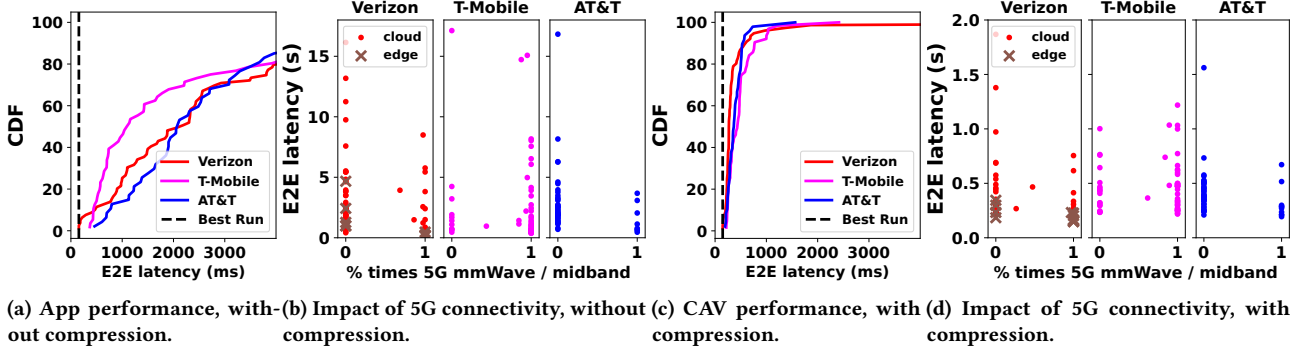 CDF
100
80
60
40
20
0
0
1000
2000
3000
E2E latency (ms)
Verizon
T-Mobile
AT&T
Best Run
Verizon
T-Mobile
AT&T
E2E latency (s)
15
10
5
0
cloud
edge
0
1
0
1
0
1
% times 5G mmWave / midband
CDF
100
80
60
40
20
0
0
1000
2000
3000
E2E latency (ms)
Verizon
T-Mobile
AT&T
Best Run
Verizon
T-Mobile
AT&T
E2E latency (s)
2.0
1.5
1.0
0.5
0.0
cloud
edge
0
1
0
1
0
1
% times 5G mmWave / midband
(a) App performance, with-
out compression.
(b) Impact of 5G connectivity, without
compression.
(c) CAV performance, with
compression.
(d) Impact of 5G connectivity, with
compression.